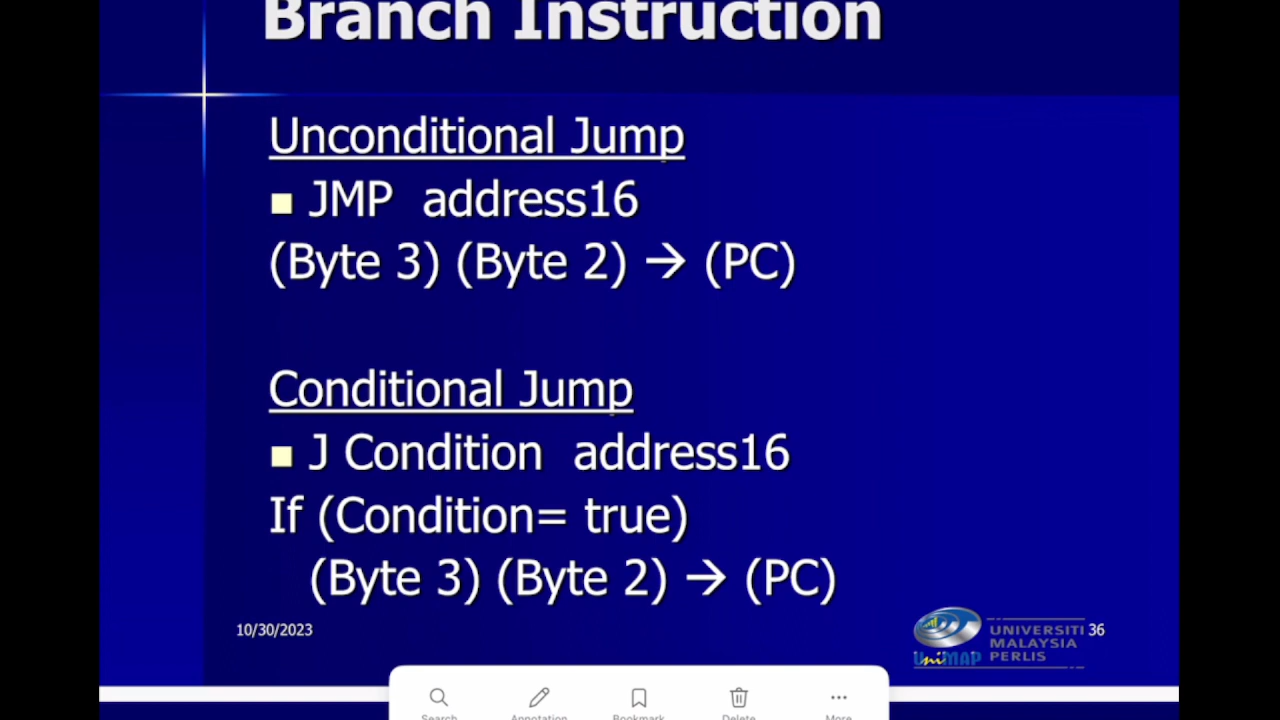 Branch Instruction
Unconditional Jump
JMP address16
(Byte 3) (Byte 2) → (PC)
Conditional Jump
J Condition address16
If (Condition= true)
(Byte 3) (Byte 2) → (PC)
10/30/2023
UniMAP
UNIVERSITI
MALAYSIA
PERLIS
36
Search Annotation Bookmark Delete More